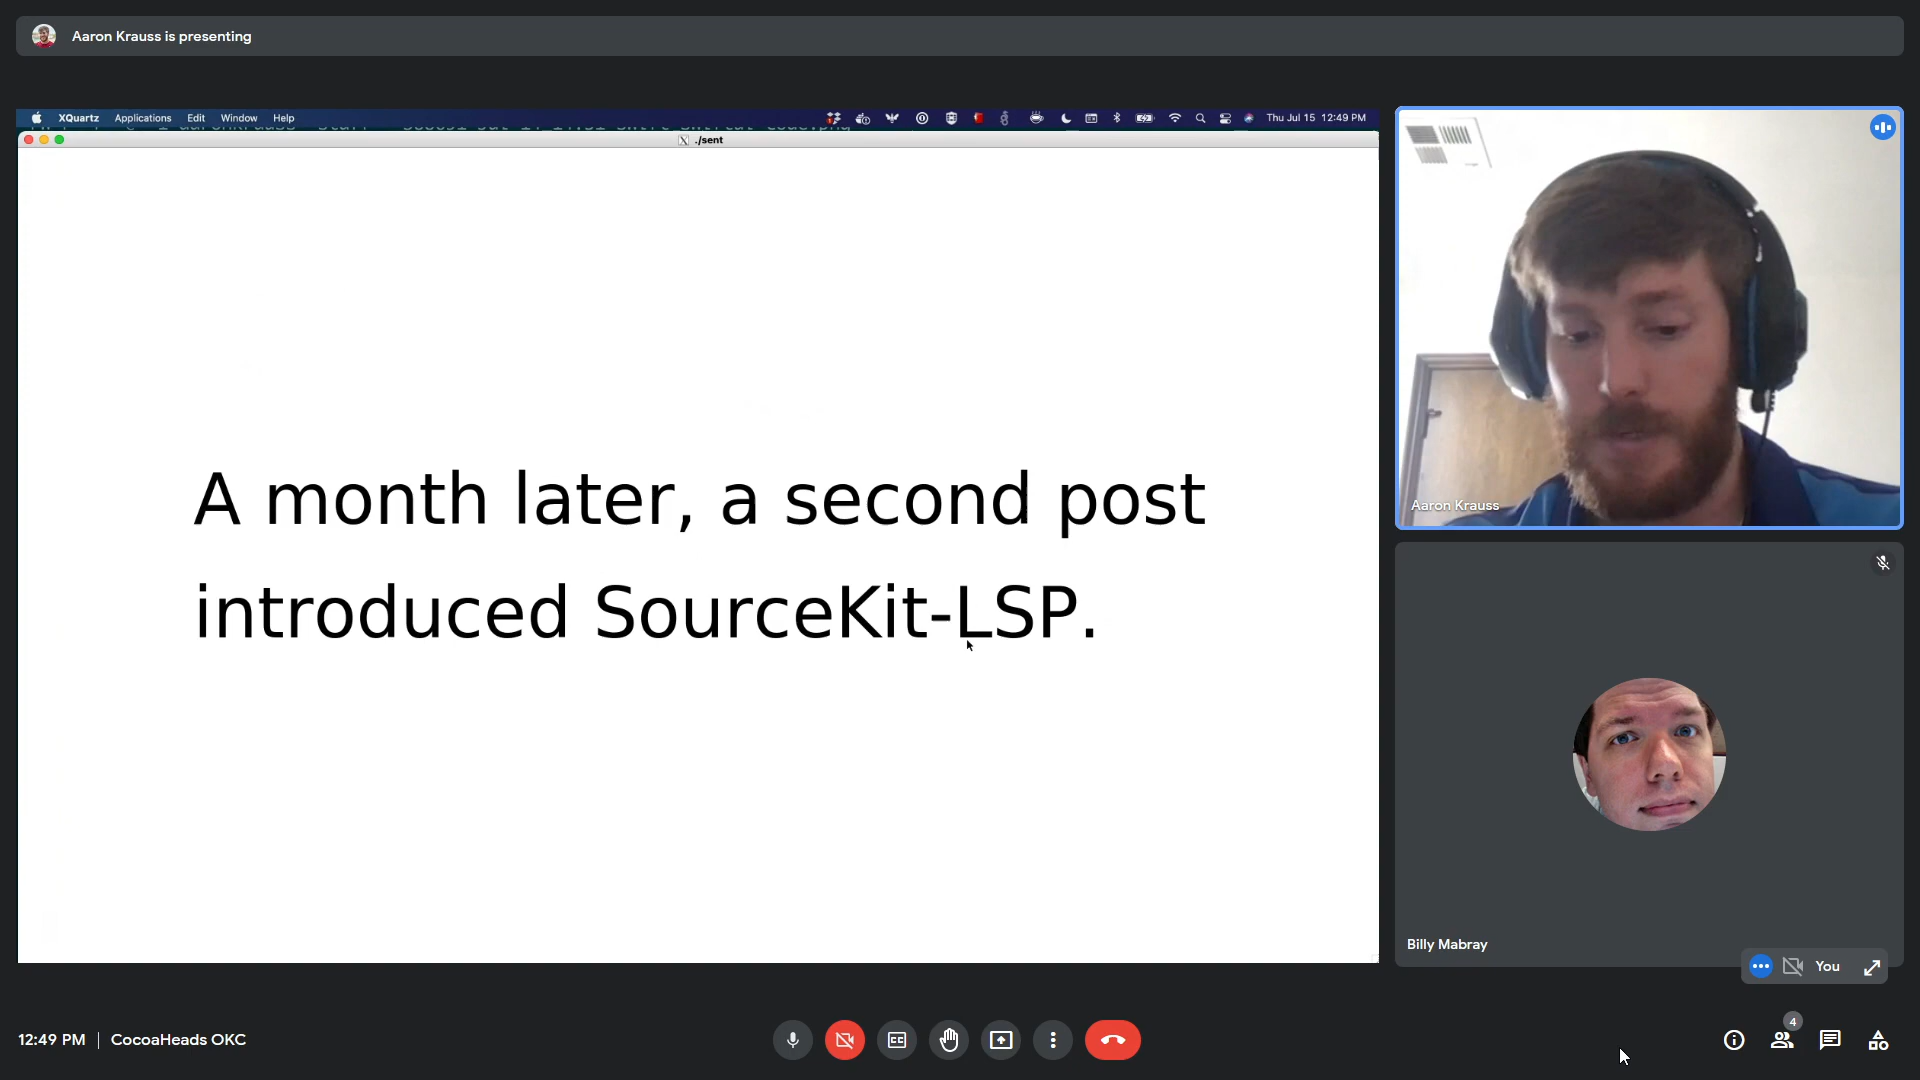 Aaron Krauss is presenting
XQuartz Applications Edit Window Help
Thu Jul 15 12:49 PM
./sent
A month later, a second post
introduced SourceKit-LSP.
Aaron Krauss
Billy Mabray
You
12:49 PM | CocoaHeads OKC
4